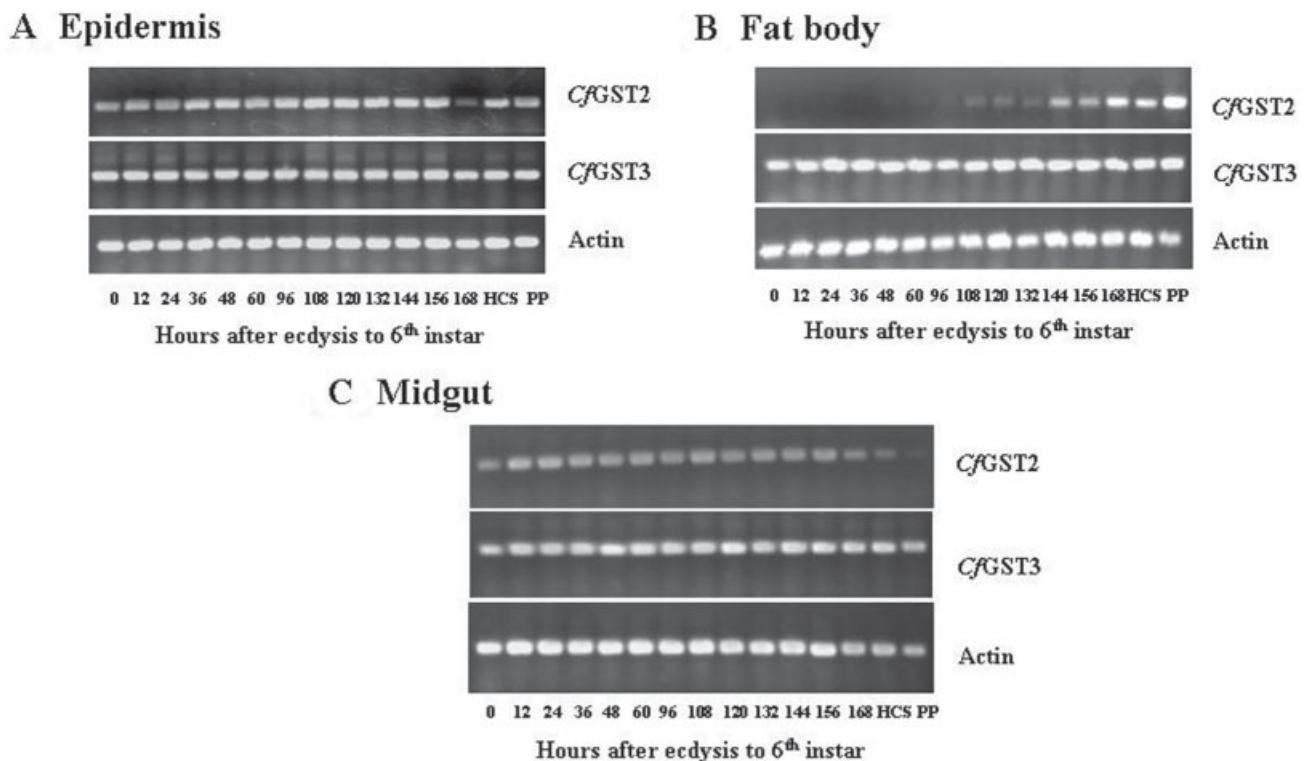 A Epidermis
CfGST2
CfGST3
Actin
0 12 24 36 48 60 96 108 120 132 144 156 168 HCS PP
Hours after ecdysis to 6th instar
B Fat body
CfGST2
CfGST3
Actin
0 12 24 36 48 60 96 108 120 132 144 156 168 HCS PP
Hours after ecdysis to 6th instar
C Midgut
CfGST2
CfGST3
Actin
0 12 24 36 48 60 96 108 120 132 144 156 168 HCS PP
Hours after ecdysis to 6th instar